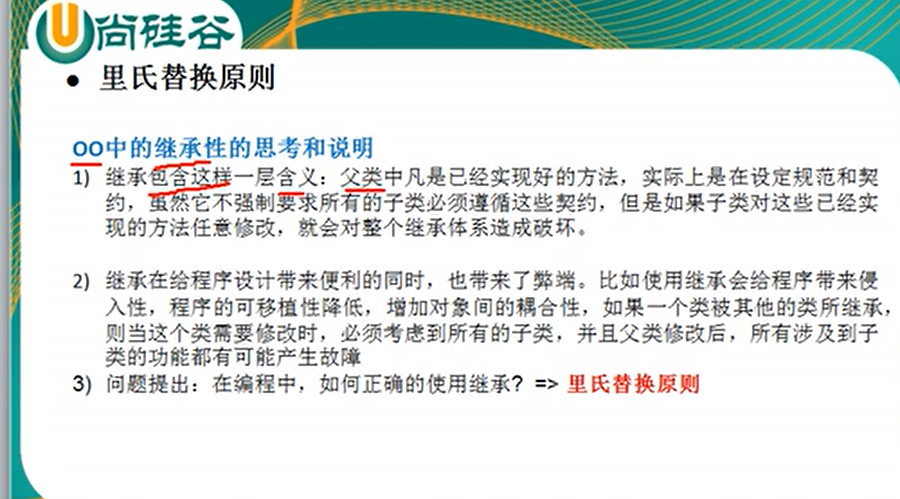 尚硅谷
● 里氏替换原则
OO中的继承性的思考和说明
1) 继承包含这样一层含义：父类中凡是已经实现好的方法，实际上是在设定规范和契
约，虽然它不强制要求所有的子类必须遵循这些契约，但是如果子类对这些已经实
现的方法任意修改，就会对整个继承体系造成破坏。
2) 继承在给程序设计带来便利的同时，也带来了弊端。比如使用继承会给程序带来侵
入性，程序的可移植性降低，增加对象间的耦合性，如果一个类被其他的类所继承，
则当这个类需要修改时，必须考虑到所有的子类，并且父类修改后，所有涉及到子
类的功能都有可能产生故障
3) 问题提出：在编程中，如何正确的使用继承？=> 里氏替换原则